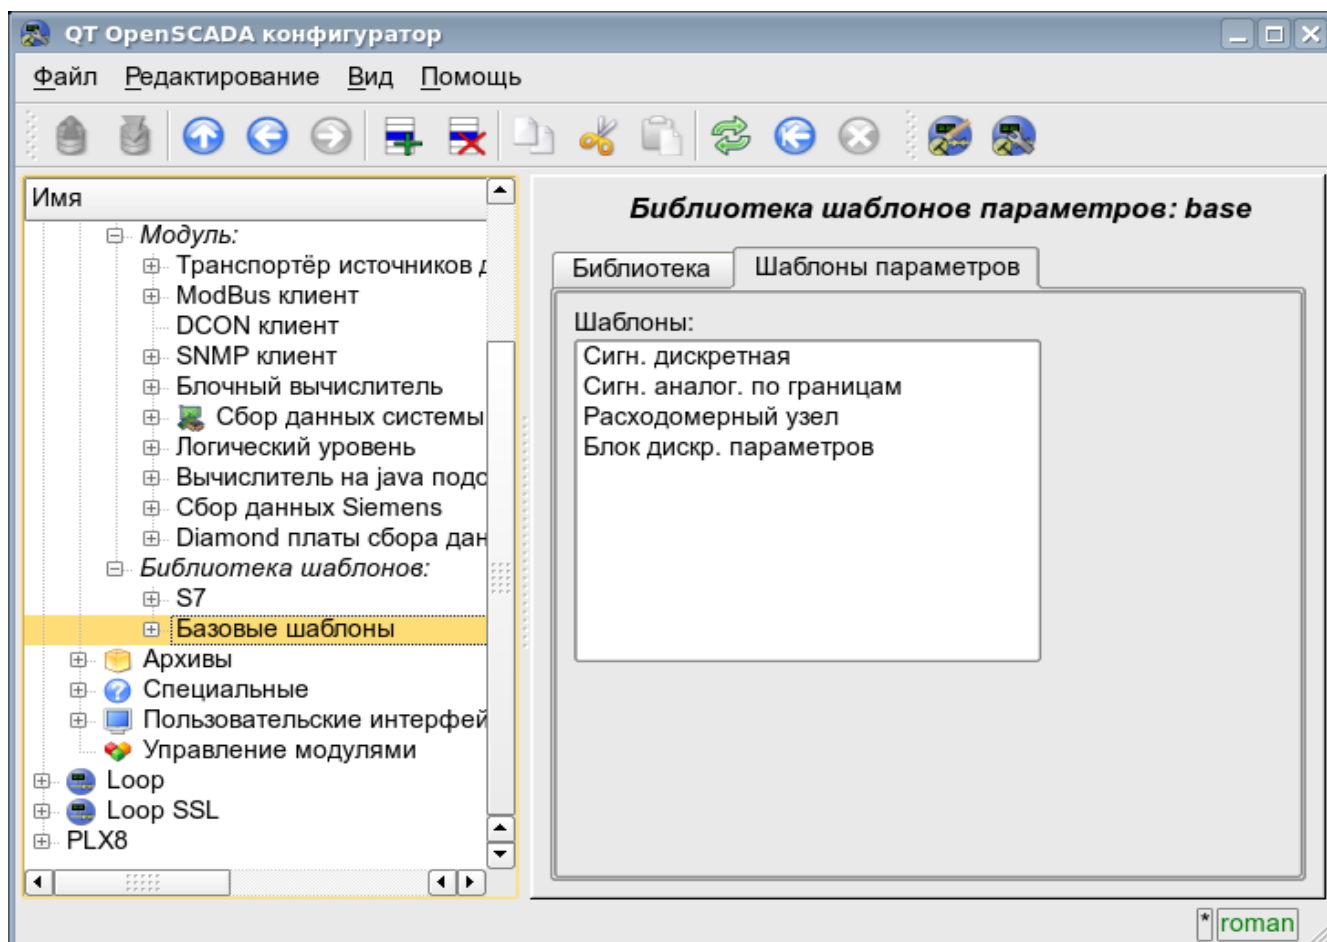 QT OpenSCADA конфигуратор
Файл Редактирование Вид Помощь
Имя
Модуль:
Транспортёр источников д
ModBus клиент
DCON клиент
SNMP клиент
Блочный вычислитель
Сбор данных системы
Логический уровень
Вычислитель на java подо
Сбор данных Siemens
Diamond платы сбора дан
Библиотека шаблонов:
S7
Базовые шаблоны
Архивы
Специальные
Пользовательские интерфей
Управление модулями
Loop
Loop SSL
PLX8
Библиотека шаблонов параметров: base
Библиотека Шаблоны параметров
Шаблоны:
Сигн. дискретная
Сигн. аналог. по границам
Расходомерный узел
Блок дискр. параметров
* roman